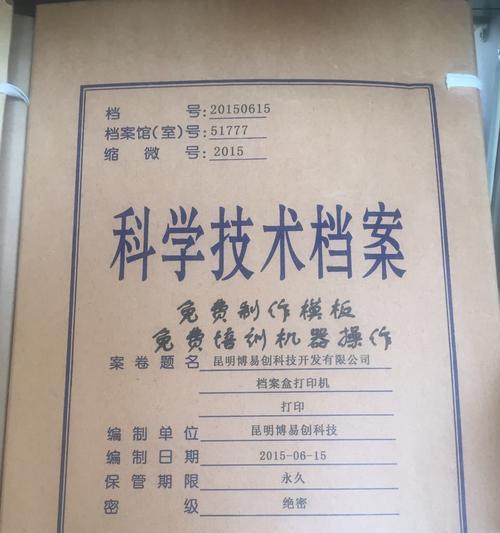 档 号:20150615
档案馆(室)号:51777
缩 微 号:2015
科学技术档案
免费制作模板
免费培训机器操作
案卷题名 昆明博易创科技开发有限公司
档案盒打印机
打印
编制单位 昆明博易创科技
编制日期 2015-06-15
保管期限 永久
密 级 绝密